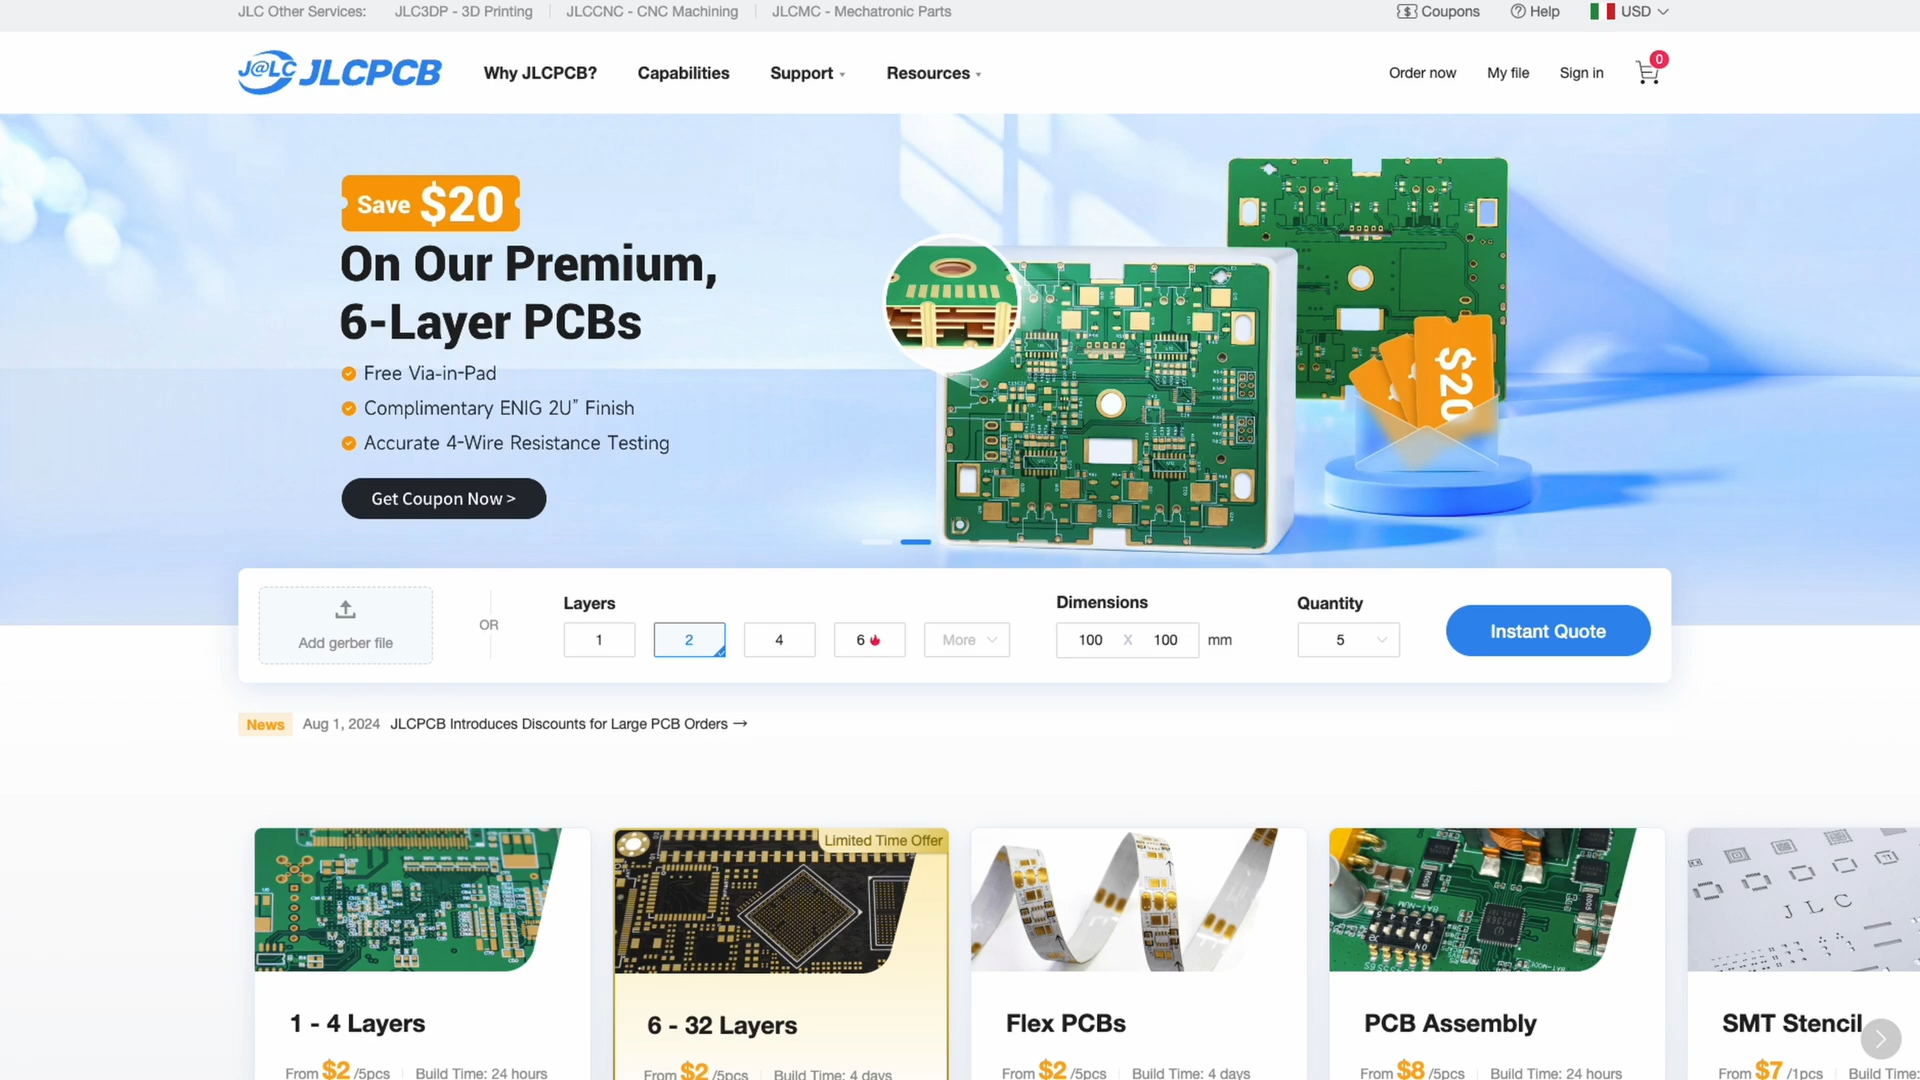 JLC Other Services: JLC3DP - 3D Printing JLCCNC - CNC Machining JLCMC - Mechatronic Parts
Coupons Help USD
J@LC JLCPCB Why JLCPCB? Capabilities Support Resources
Order now My file Sign in 0
Save $20
On Our Premium,
6-Layer PCBs
Free Via-in-Pad
Complimentary ENIG 2U" Finish
Accurate 4-Wire Resistance Testing
Get Coupon Now >
$20
Add gerber file
OR
Layers
1 2 4 6 More
Dimensions
100 X 100 mm
Quantity
5
Instant Quote
News Aug 1, 2024 JLCPCB Introduces Discounts for Large PCB Orders →
Limited Time Offer
J L C
1 - 4 Layers
From $2 /5pcs Build Time: 24 hours
6 - 32 Layers
From $2 /5pcs Build Time: 4 days
Flex PCBs
From $2 /5pcs Build Time: 4 days
PCB Assembly
From $8 /5pcs Build Time: 24 hours
SMT Stencil
From $7 /1pcs Build Time: